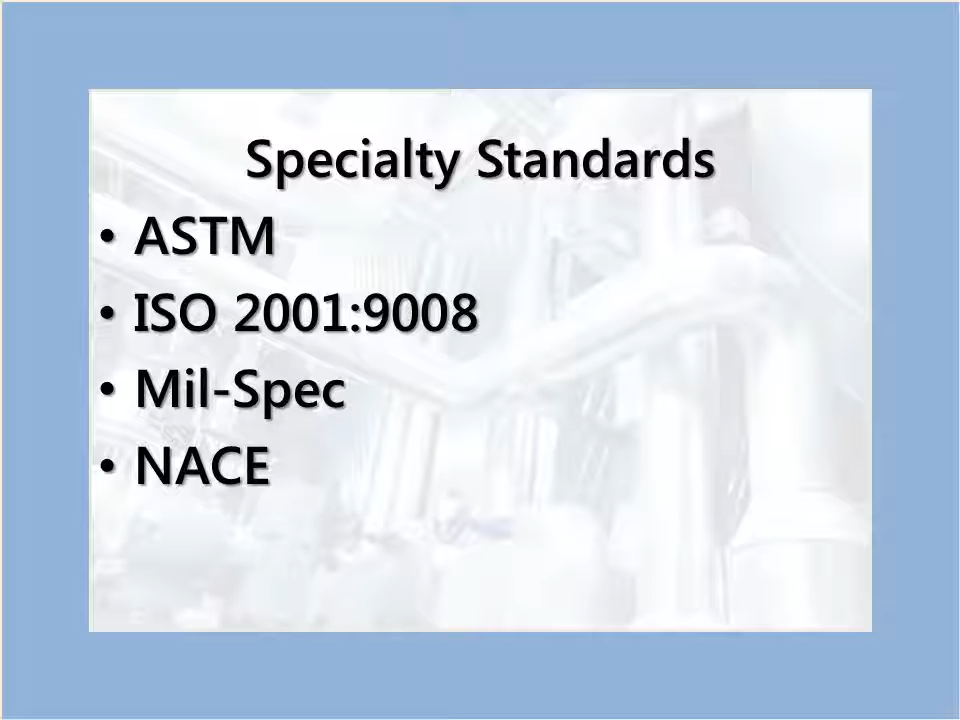 Specialty Standards
• ASTM
• ISO 2001:9008
• Mil-Spec
• NACE